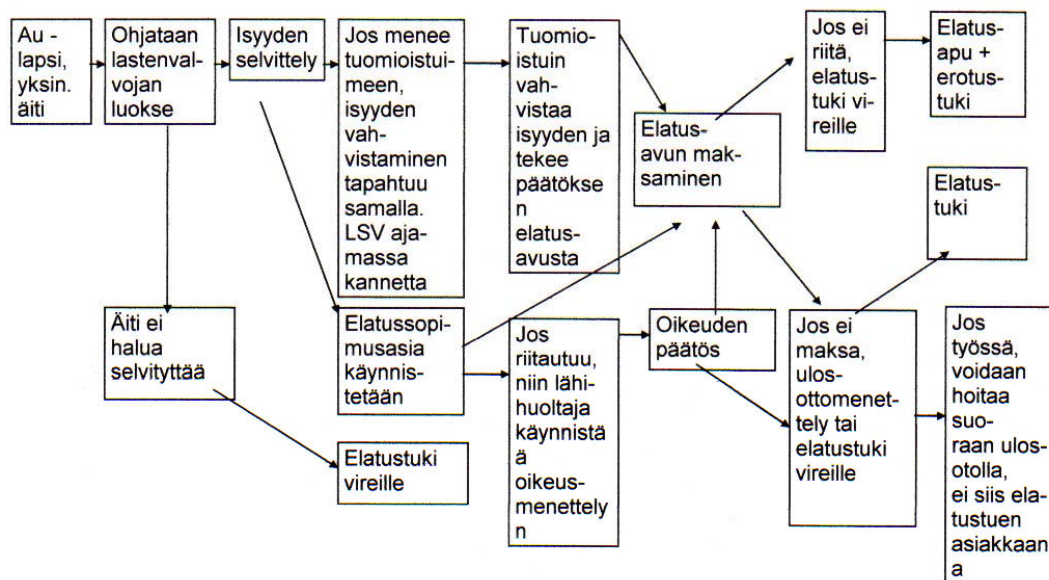 Au -
lapsi,
yksin.
äiti
Ohjataan
lastenval-
vojan
luokse
Isyyden
selvittely
Jos menee
tuomioistui-
meen,
isyyden
vah-
vistaminen
tapahtuu
samalla.
LSV aja-
massa
kannetta
Tuomio-
istuin
vah-
vistaa
isyyden ja
tekee
päätökse
n
elatus-
avusta
Elatus-
avun mak-
saminen
Jos ei
riitä,
elatus-
tuki vi-
reille
Elatus-
apu +
erotus-
tuki
Elatus-
tuki
Äiti ei
halua
selvityttää
Elatussopi-
musasia
käynnis-
tetään
Jos
riitautuu,
niin lähi-
huoltaja
käynnistä
ä
oikeus-
menettely
n
Oikeuden
päätös
Jos ei
maksa,
ulos-
ottomenet-
tely tai
elatustuki
vireille
Jos
työssä,
voidaan
hoitaa
suo-
raan ulos-
otolla,
ei siis ela-
tustuen
asiakkaan
a
Elatustuki
vireille